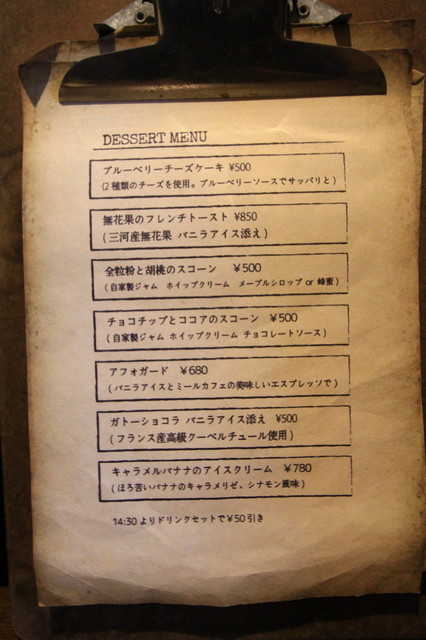 DESSERT MENU
ブルーベリーチーズケーキ ¥500
(2種類のチーズを使用。ブルーベリーソースでサッパリと)
無花果のフレンチトースト ¥850
(三河産無花果 バニラアイス添え)
全粒粉と胡桃のスコーン ¥500
(自家製ジャム ホイップクリーム メープルシロップ or 蜂蜜)
チョコチップとココアのスコーン ¥500
(自家製ジャム ホイップクリーム チョコレートソース)
アフォガード ¥680
(バニラアイスとミールカフェの美味しいエスプレッソで)
ガトーショコラ バニラアイス添え ¥500
(フランス産高級クーベルチュール使用)
キャラメルバナナのアイスクリーム ¥780
(ほろ苦いバナナのキャラメリゼ、シナモン風味)
14:30よりドリンクセットで¥50引き